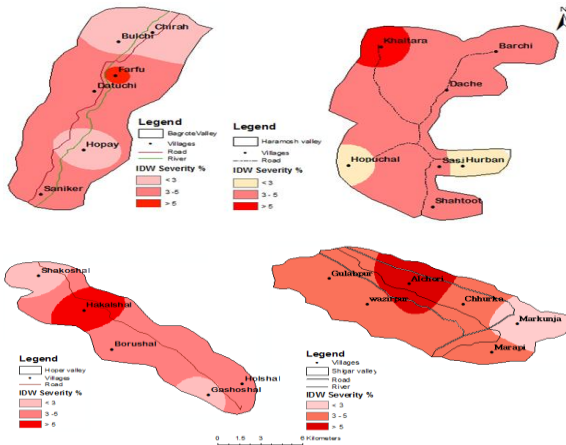 Chirah
Bulchi
Farfu
Datuchi
Hopay
Saniker
Legend
BagroteValley
Villages
Road
River
IDW Severity %
< 3
3 - 5
> 5
N
Khaltara
Barchi
Dache
Hopuchal
Sasi
Hurban
Shahtoot
Legend
Haramosh valley
Villages
Road
IDW Severity %
< 3
3 - 5
> 5
Shakoshal
Hakalshal
Borushal
Holshal
Gashoshal
Legend
Hoper valley
Villages
Road
IDW Severity %
< 3
3 - 5
> 5
Gulabpur
Alchori
wazirpur
Chhurka
Markunja
Marapi
Legend
Villages
Shigar valley
Road
River
IDW Severity %
< 3
3 - 5
> 5
0 1.5 3 6 Kilometers